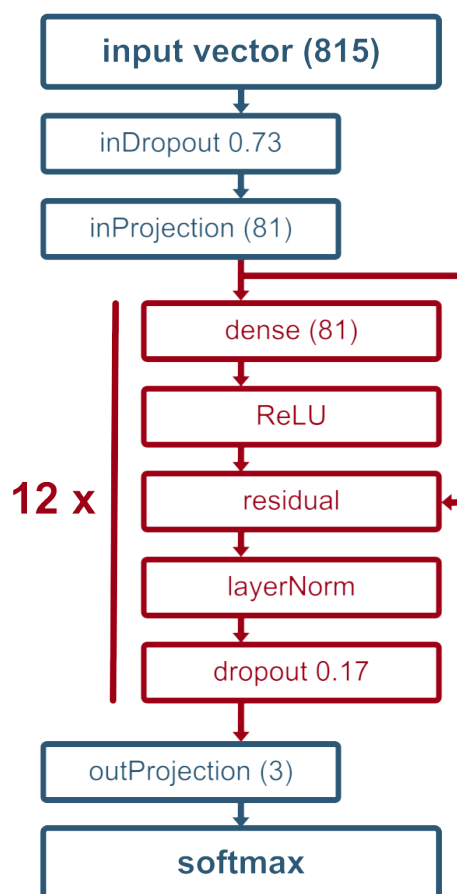 input vector (815)
inDropout 0.73
inProjection (81)
dense (81)
ReLU
12 x
residual
layerNorm
dropout 0.17
outProjection (3)
softmax